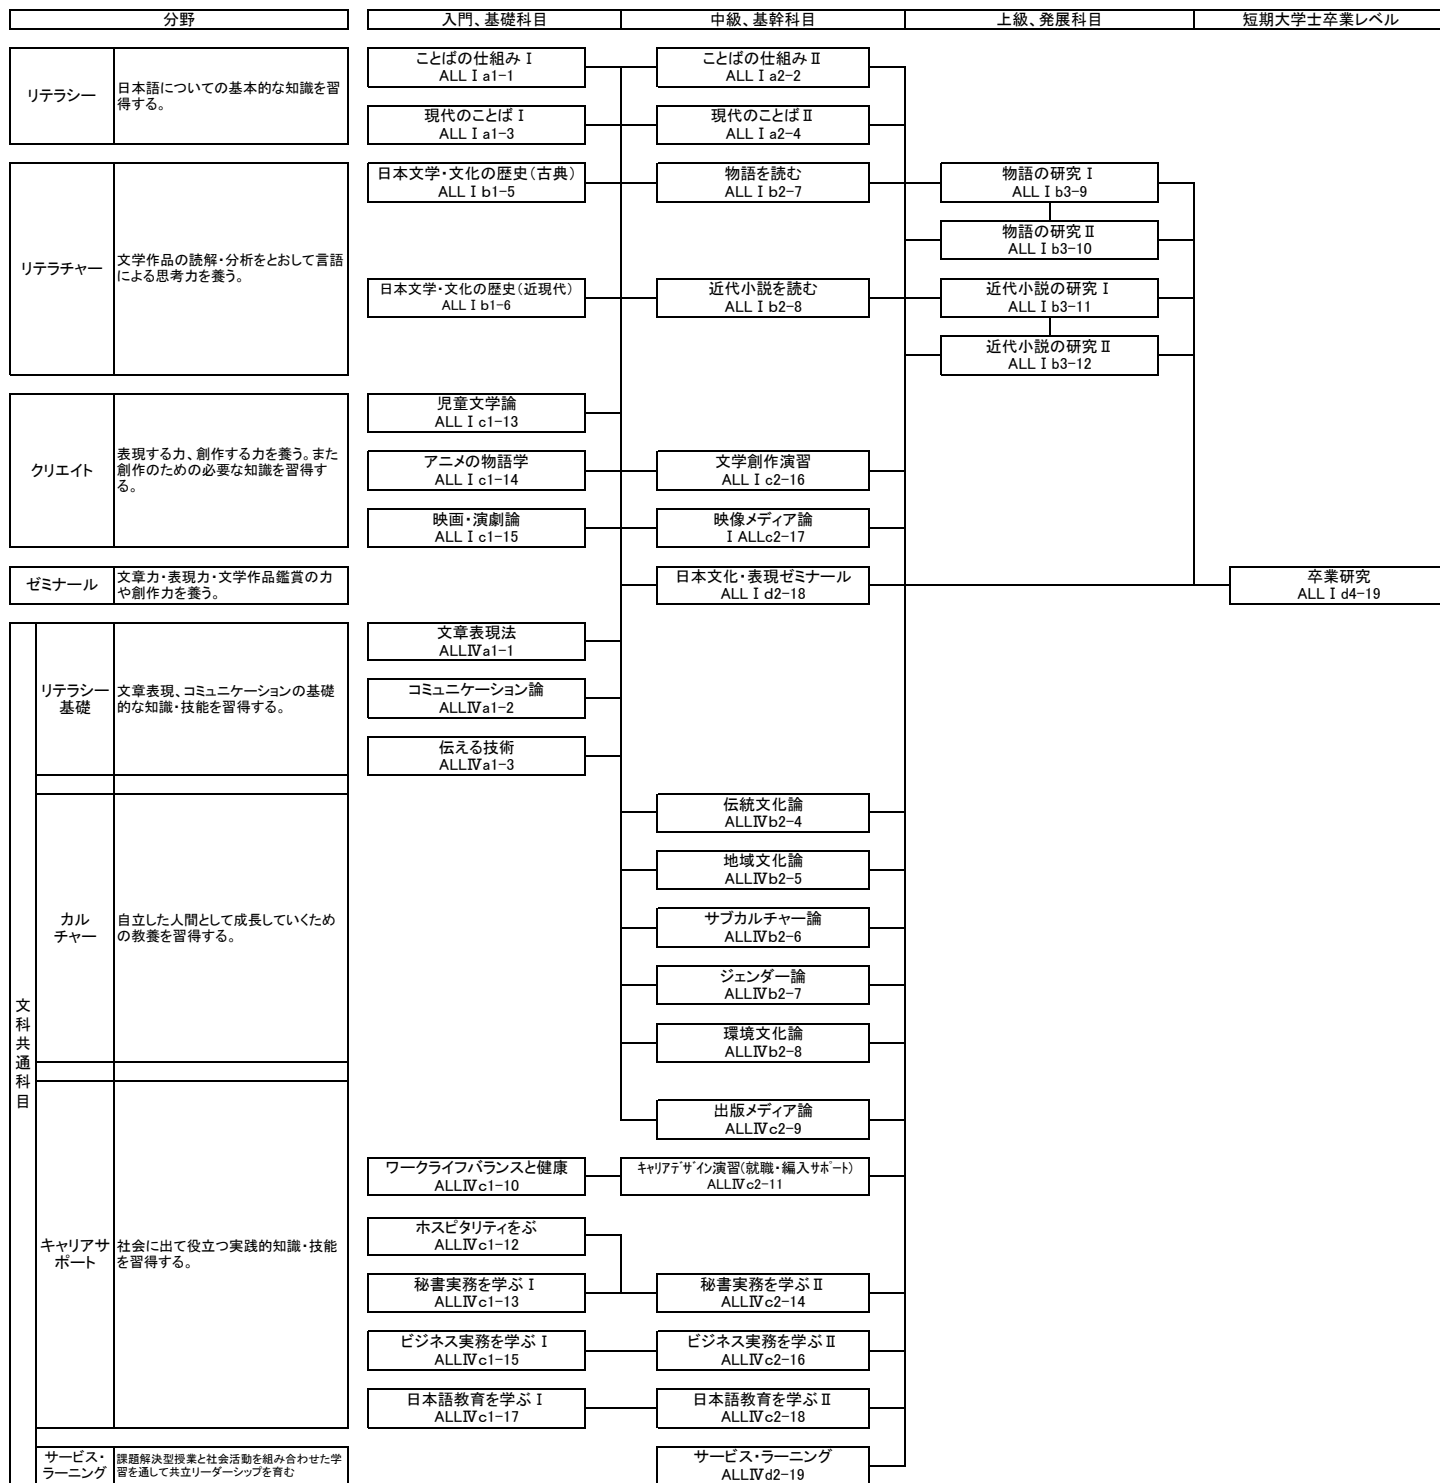 分野
入門、基礎科目
中級、基幹科目
上級、発展科目
短期大学士卒業レベル
リテラシー
日本語についての基本的な知識を習
得する。
ことばの仕組みⅠ
ALLⅠa1-1
ことばの仕組みⅡ
ALLⅠa2-2
現代のことばⅠ
ALLⅠa1-3
現代のことばⅡ
ALLⅠa2-4
リテラチャー
文学作品の読解・分析をとおして言語
による思考力を養う。
日本文学・文化の歴史(古典)
ALLⅠb1-5
物語を読む
ALLⅠb2-7
物語の研究Ⅰ
ALLⅠb3-9
物語の研究Ⅱ
ALLⅠb3-10
日本文学・文化の歴史(近現代)
ALLⅠb1-6
近代小説を読む
ALLⅠb2-8
近代小説の研究Ⅰ
ALLⅠb3-11
近代小説の研究Ⅱ
ALLⅠb3-12
クリエイト
表現する力、創作する力を養う。また
創作のための必要な知識を習得す
る。
児童文学論
ALLⅠc1-13
アニメの物語学
ALLⅠc1-14
文学創作演習
ALLⅠc2-16
映画・演劇論
ALLⅠc1-15
映像メディア論
ⅠALLc2-17
ゼミナール
文章力・表現力・文学作品鑑賞の力
や創作力を養う。
日本文化・表現ゼミナール
ALLⅠd2-18
卒業研究
ALLⅠd4-19
文
科
共
通
科
目
リテラシー
基礎
文章表現、コミュニケーションの基礎
的な知識・技能を習得する。
文章表現法
ALLⅣa1-1
コミュニケーション論
ALLⅣa1-2
伝える技術
ALLⅣa1-3
カル
チャー
自立した人間として成長していくため
の教養を習得する。
伝統文化論
ALLⅣb2-4
地域文化論
ALLⅣb2-5
サブカルチャー論
ALLⅣb2-6
ジェンダー論
ALLⅣb2-7
環境文化論
ALLⅣb2-8
キャリアサ
ポート
社会に出て役立つ実践的知識・技能
を習得する。
出版メディア論
ALLⅣc2-9
ワークライフバランスと健康
ALLⅣc1-10
ｷｬﾘｱﾃﾞｻﾞｲﾝ演習(就職・編入ｻﾎﾟｰﾄ)
ALLⅣc2-11
ホスピタリティをぶ
ALLⅣc1-12
秘書実務を学ぶⅠ
ALLⅣc1-13
秘書実務を学ぶⅡ
ALLⅣc2-14
ビジネス実務を学ぶⅠ
ALLⅣc1-15
ビジネス実務を学ぶⅡ
ALLⅣc2-16
日本語教育を学ぶⅠ
ALLⅣc1-17
日本語教育を学ぶⅡ
ALLⅣc2-18
サービス・
ラーニング
課題解決型授業と社会活動を組み合わせた学
習を通して共立リーダーシップを育む
サービス・ラーニング
ALLⅣd2-19